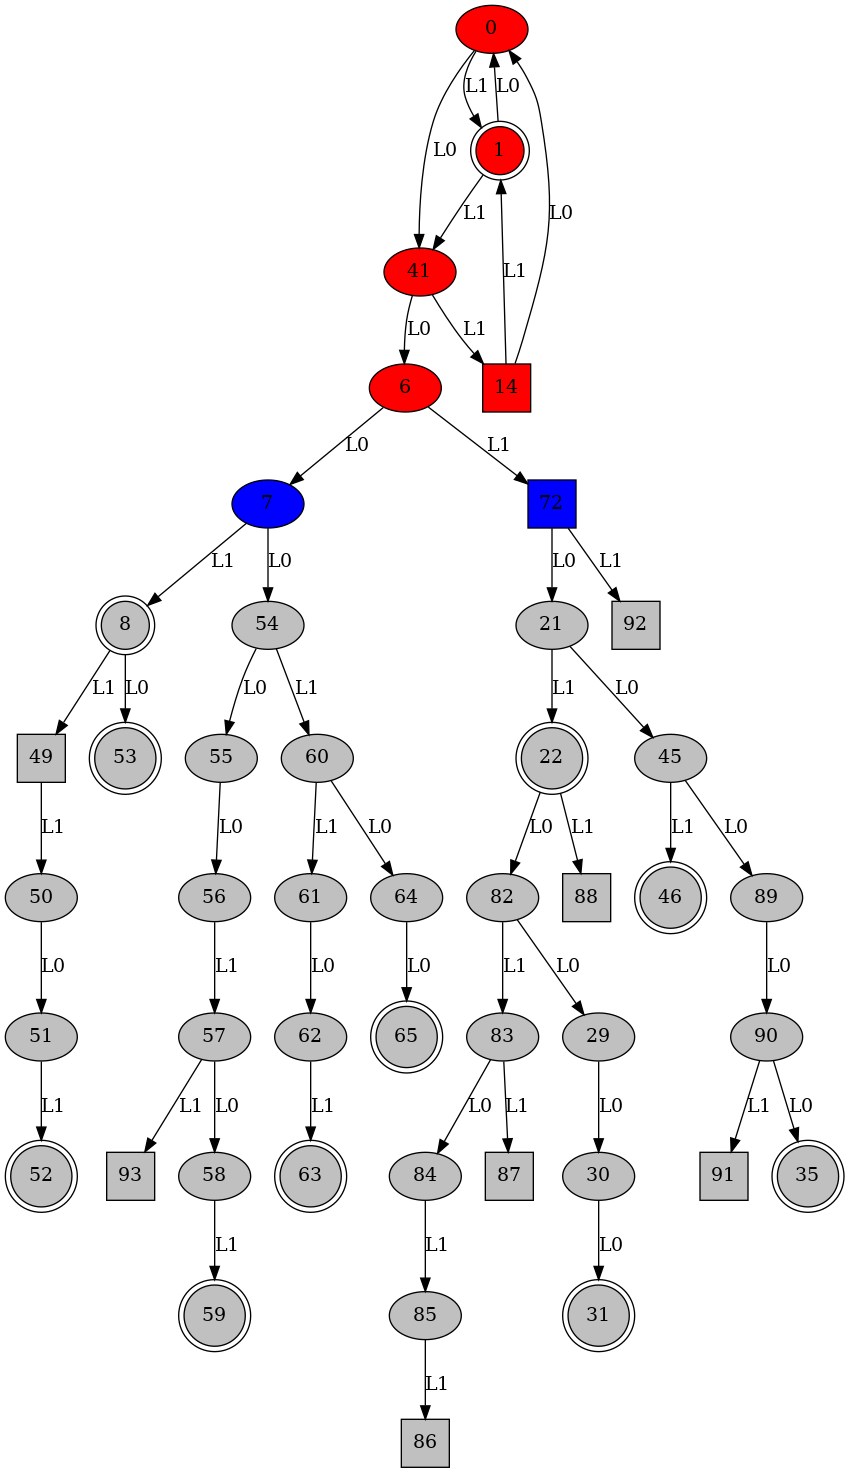 0
L1 L0
L0 1
L1 L0
41 L1
L0 L1
6 14
L0 L1
7 72
L1 L0 L0 L1
8 54 21 92
L1 L0 L0 L1 L1 L0
49 53 55 60 22 45
L1 L0 L1 L0 L0 L1 L1 L0
50 56 61 64 82 88 46 89
L0 L1 L0 L0 L1 L0 L0
51 57 62 65 83 29 90
L1 L1 L0 L1 L0 L1 L0 L1 L0
52 93 58 63 84 87 30 91 35
L1 L1 L0
59 85 31
L1
86